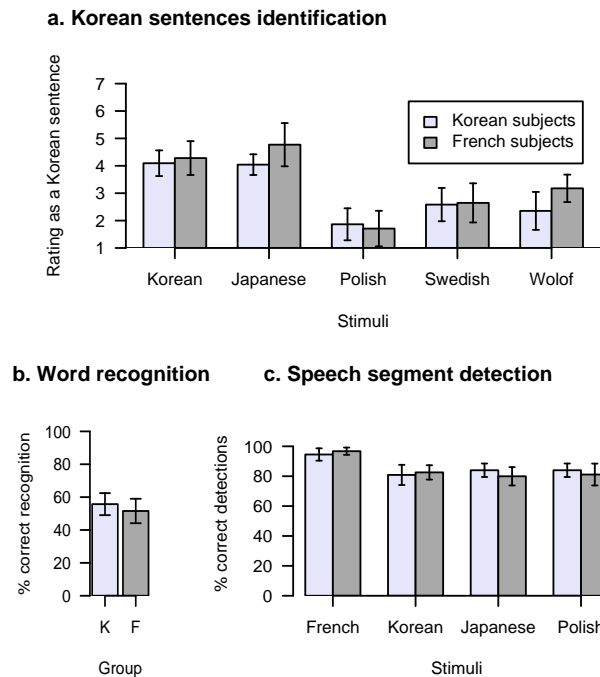 a. Korean sentences identification
Rating as a Korean sentence
7
6
5
4
3
2
1
Korean subjects
French subjects
Korean Japanese Polish Swedish Wolof
Stimuli
b. Word recognition
% correct recognition
100
80
60
40
20
0
K F
Group
c. Speech segment detection
% correct detections
100
80
60
40
20
0
French Korean Japanese Polish
Stimuli